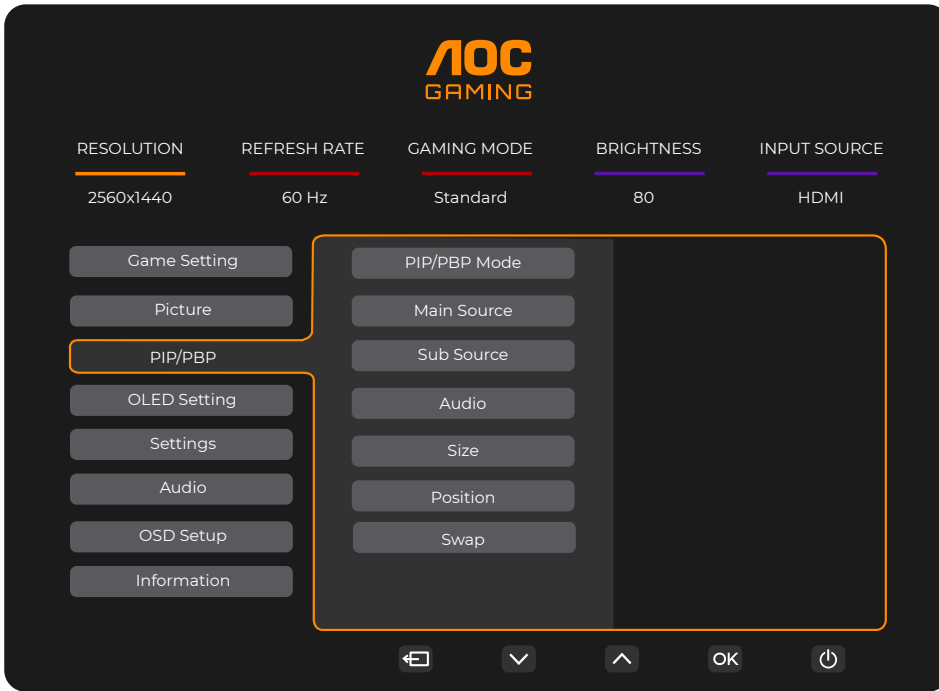 AOC
GAMING
RESOLUTION REFRESH RATE GAMING MODE BRIGHTNESS INPUT SOURCE
2560x1440 60 Hz Standard 80 HDMI
Game Setting
Picture
PIP/PBP
OLED Setting
Settings
Audio
OSD Setup
Information
PIP/PBP Mode
Main Source
Sub Source
Audio
Size
Position
Swap
OK